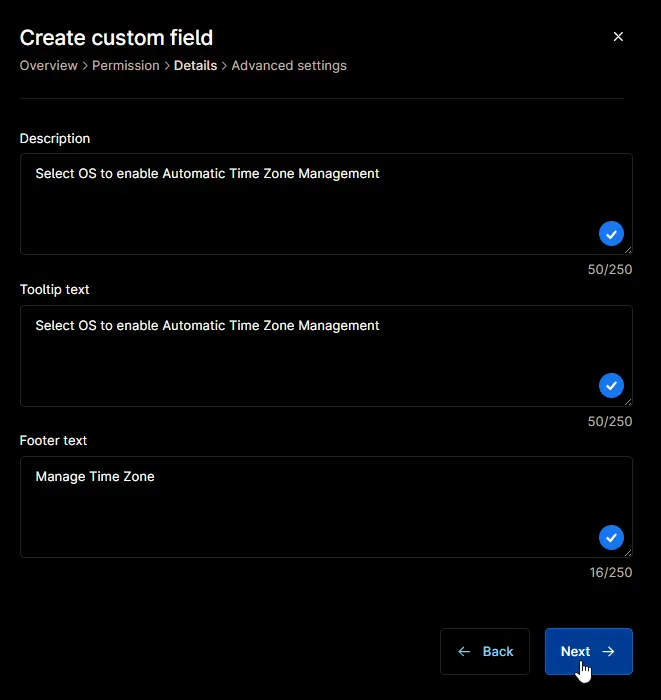 Create custom field
Overview > Permission > Details > Advanced settings
Description
Select OS to enable Automatic Time Zone Management
50/250
Tooltip text
Select OS to enable Automatic Time Zone Management
50/250
Footer text
Manage Time Zone
16/250
Back
Next